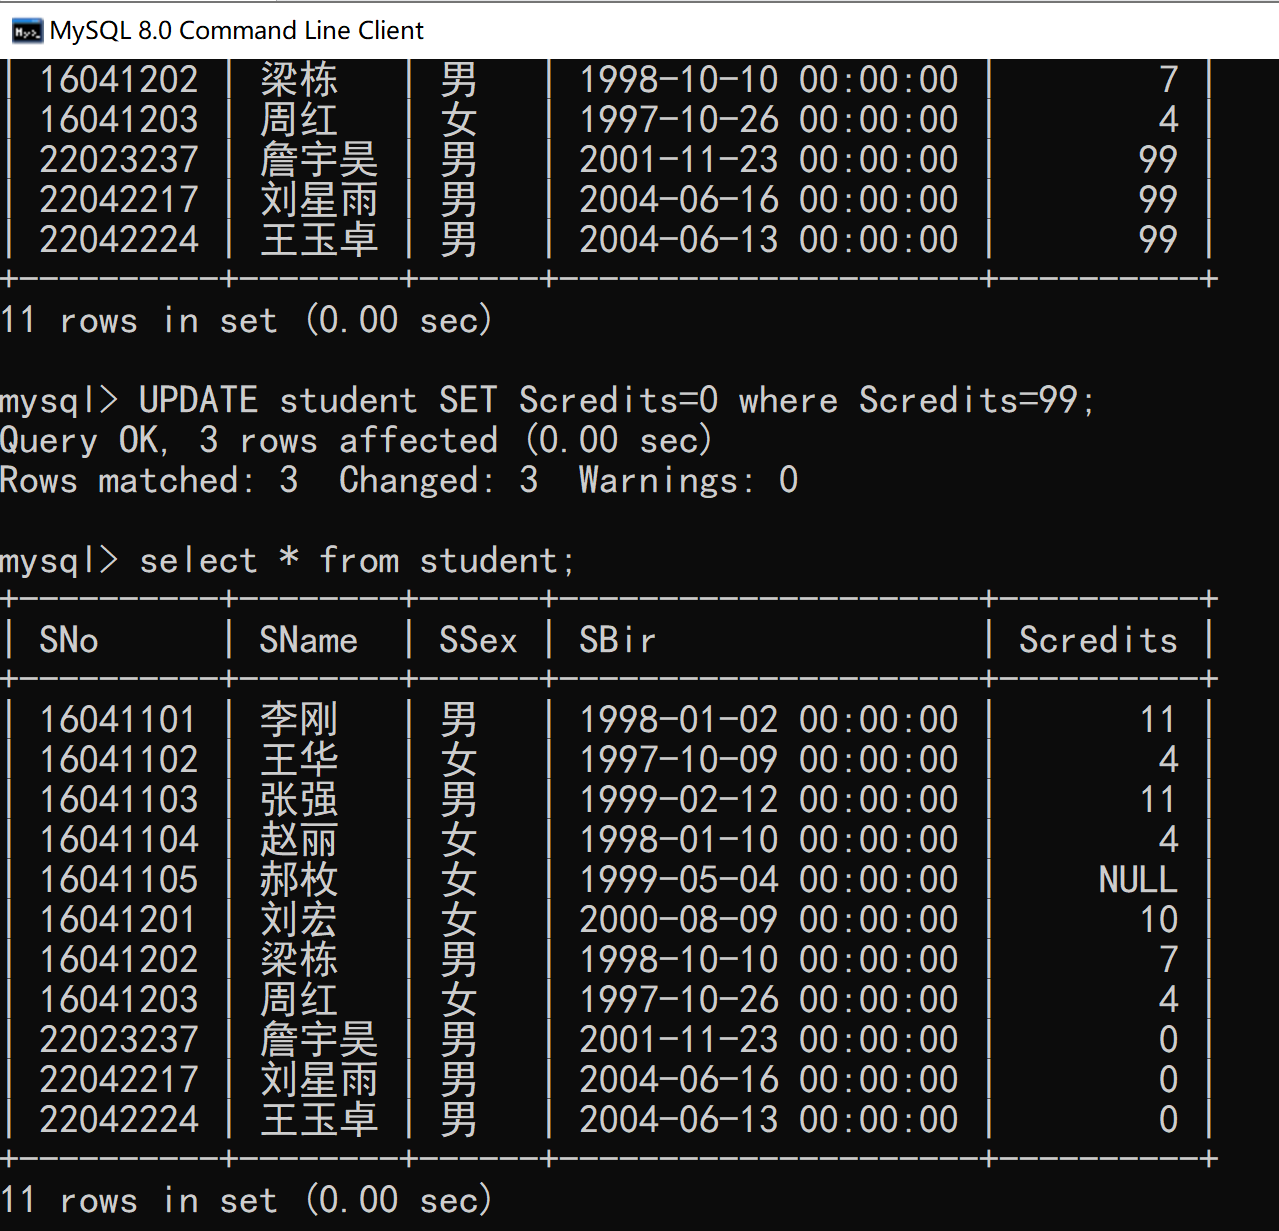 MySQL 8.0 Command Line Client
| 16041202 | 梁栋 | 男 | 1998-10-10 00:00:00 | 7 |
| 16041203 | 周红 | 女 | 1997-10-26 00:00:00 | 4 |
| 22023237 | 詹宇昊 | 男 | 2001-11-23 00:00:00 | 99 |
| 22042217 | 刘星雨 | 男 | 2004-06-16 00:00:00 | 99 |
| 22042224 | 王玉卓 | 男 | 2004-06-13 00:00:00 | 99 |
+----------+--------+------+---------------------+----------+
11 rows in set (0.00 sec)
mysql> UPDATE student SET Scredits=0 where Scredits=99;
Query OK, 3 rows affected (0.00 sec)
Rows matched: 3  Changed: 3  Warnings: 0
mysql> select * from student;
+----------+--------+------+---------------------+----------+
| SNo | SName | SSex | SBir | Scredits |
+----------+--------+------+---------------------+----------+
| 16041101 | 李刚 | 男 | 1998-01-02 00:00:00 | 11 |
| 16041102 | 王华 | 女 | 1997-10-09 00:00:00 | 4 |
| 16041103 | 张强 | 男 | 1999-02-12 00:00:00 | 11 |
| 16041104 | 赵丽 | 女 | 1998-01-10 00:00:00 | 4 |
| 16041105 | 郝枚 | 女 | 1999-05-04 00:00:00 | NULL |
| 16041201 | 刘宏 | 女 | 2000-08-09 00:00:00 | 10 |
| 16041202 | 梁栋 | 男 | 1998-10-10 00:00:00 | 7 |
| 16041203 | 周红 | 女 | 1997-10-26 00:00:00 | 4 |
| 22023237 | 詹宇昊 | 男 | 2001-11-23 00:00:00 | 0 |
| 22042217 | 刘星雨 | 男 | 2004-06-16 00:00:00 | 0 |
| 22042224 | 王玉卓 | 男 | 2004-06-13 00:00:00 | 0 |
+----------+--------+------+---------------------+----------+
11 rows in set (0.00 sec)